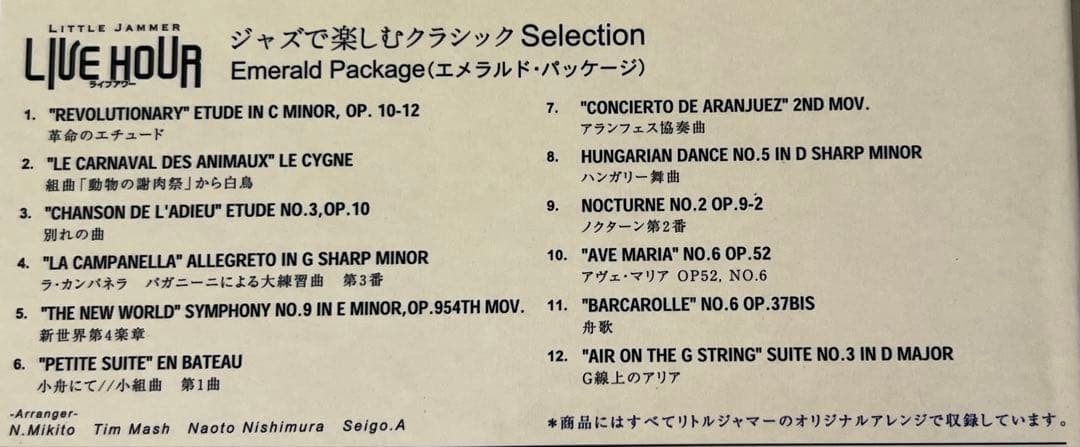 LITTLE JAMMER
LIVE HOUR
ライブアワー
ジャズで楽しむクラシック Selection
Emerald Package(エメラルド・パッケージ)
1. "REVOLUTIONARY" ETUDE IN C MINOR, OP. 10-12
革命のエチュード
2. "LE CARNAVAL DES ANIMAUX" LE CYGNE
組曲「動物の謝肉祭」から白鳥
3. "CHANSON DE L'ADIEU" ETUDE NO.3,OP.10
別れの曲
4. "LA CAMPANELLA" ALLEGRETO IN G SHARP MINOR
ラ・カンパネラ パガニーニによる大練習曲 第3番
5. "THE NEW WORLD" SYMPHONY NO.9 IN E MINOR,OP.954TH MOV.
新世界第4楽章
6. "PETITE SUITE" EN BATEAU
小舟にて//小組曲 第1曲
7. "CONCIERTO DE ARANJUEZ" 2ND MOV.
アランフェス協奏曲
8. HUNGARIAN DANCE NO.5 IN D SHARP MINOR
ハンガリー舞曲
9. NOCTURNE NO.2 OP.9-2
ノクターン第2番
10. "AVE MARIA" NO.6 OP.52
アヴェ・マリア OP52, NO.6
11. "BARCAROLLE" NO.6 OP.37BIS
舟歌
12. "AIR ON THE G STRING" SUITE NO.3 IN D MAJOR
G線上のアリア
-Arranger-
N.Mikito Tim Mash Naoto Nishimura Seigo.A
*商品にはすべてリトルジャマーのオリジナルアレンジで収録しています。